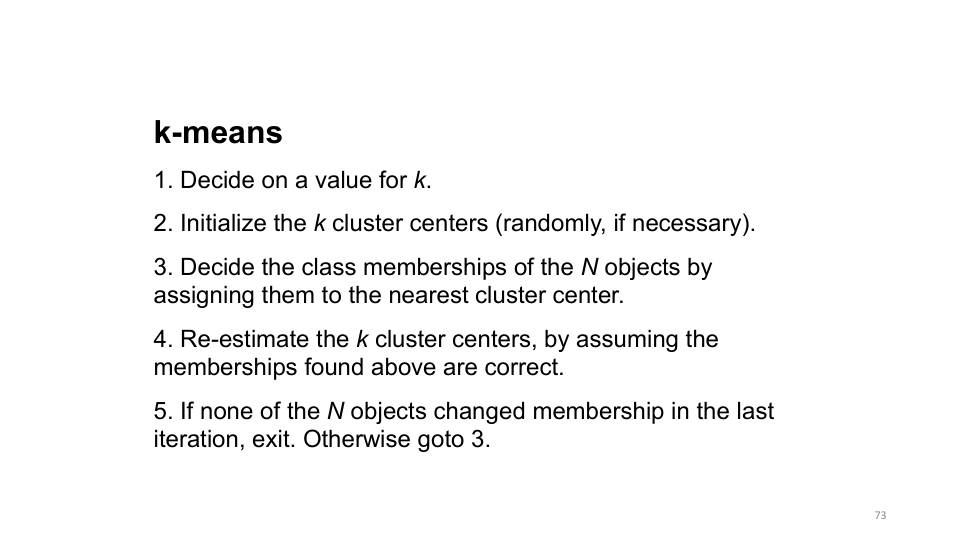 k-means
1. Decide on a value for k.
2. Initialize the k cluster centers (randomly, if necessary).
3. Decide the class memberships of the N objects by
assigning them to the nearest cluster center.
4. Re-estimate the k cluster centers, by assuming the
memberships found above are correct.
5. If none of the N objects changed membership in the last
iteration, exit. Otherwise goto 3.
73